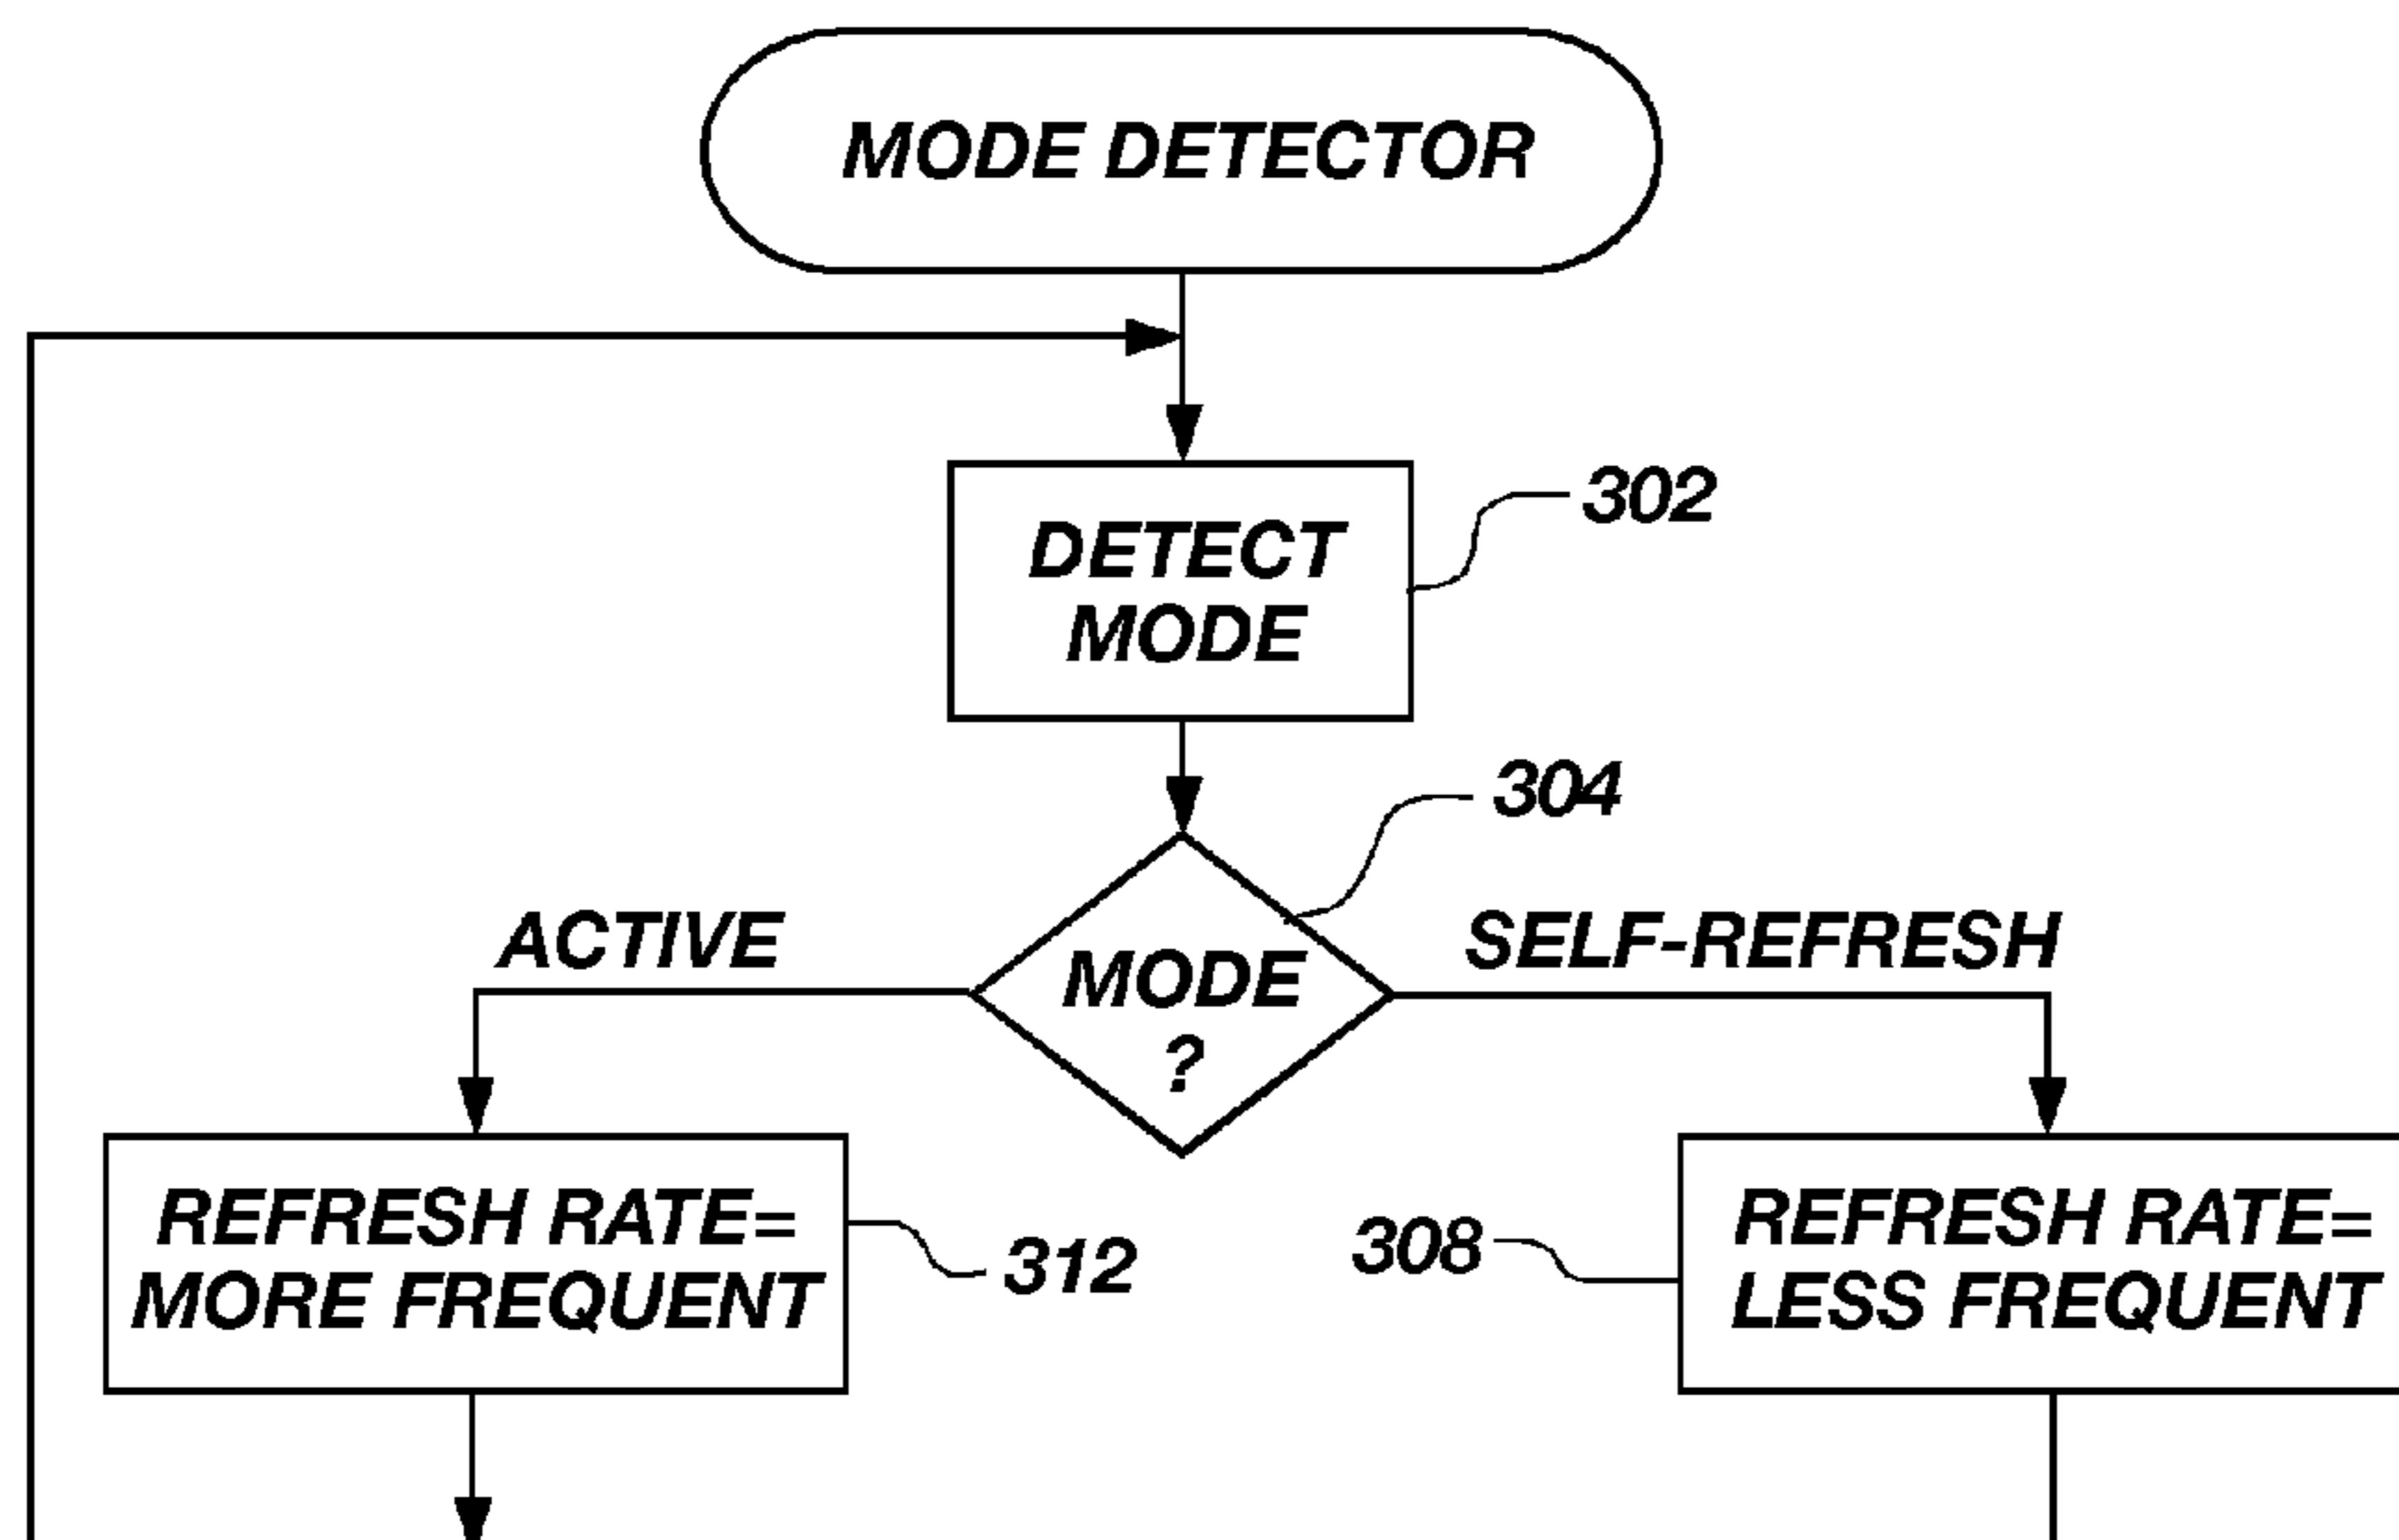 MODE DETECTOR
DETECT
MODE
302
304
ACTIVE
MODE
?
SELF-REFRESH
REFRESH RATE=
MORE FREQUENT
312
308
REFRESH RATE=
LESS FREQUENT